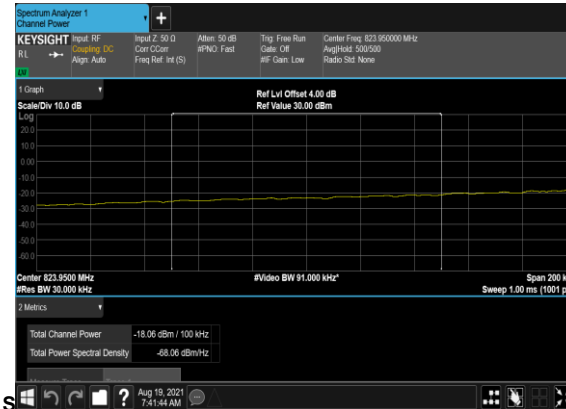 Spectrum Analyzer 1
Channel Power
KEYSIGHT
RL
Input: RF
Coupling: DC
Align: Auto
Input Z: 50 Ω
Corr CCorr
Freq Ref: Int (S)
Atten: 50 dB
#PNO: Fast
Trig: Free Run
Gate: Off
#IF Gain: Low
Center Freq: 823.950000 MHz
Avg|Hold: 500/500
Radio Std: None
1 Graph
Scale/Div 10.0 dB
Ref Lvl Offset 4.00 dB
Ref Value 30.00 dBm
Log
20.0
10.0
0.00
-10.0
-20.0
-30.0
-40.0
-50.0
-60.0
Center 823.9500 MHz
#Res BW 30.000 kHz
#Video BW 91.000 kHz*
Span 200 k
Sweep 1.00 ms (1001 p
2 Metrics
Total Channel Power -18.06 dBm / 100 kHz
Total Power Spectral Density -68.06 dBm/Hz
?
Aug 19, 2021
7:41:44 AM
s